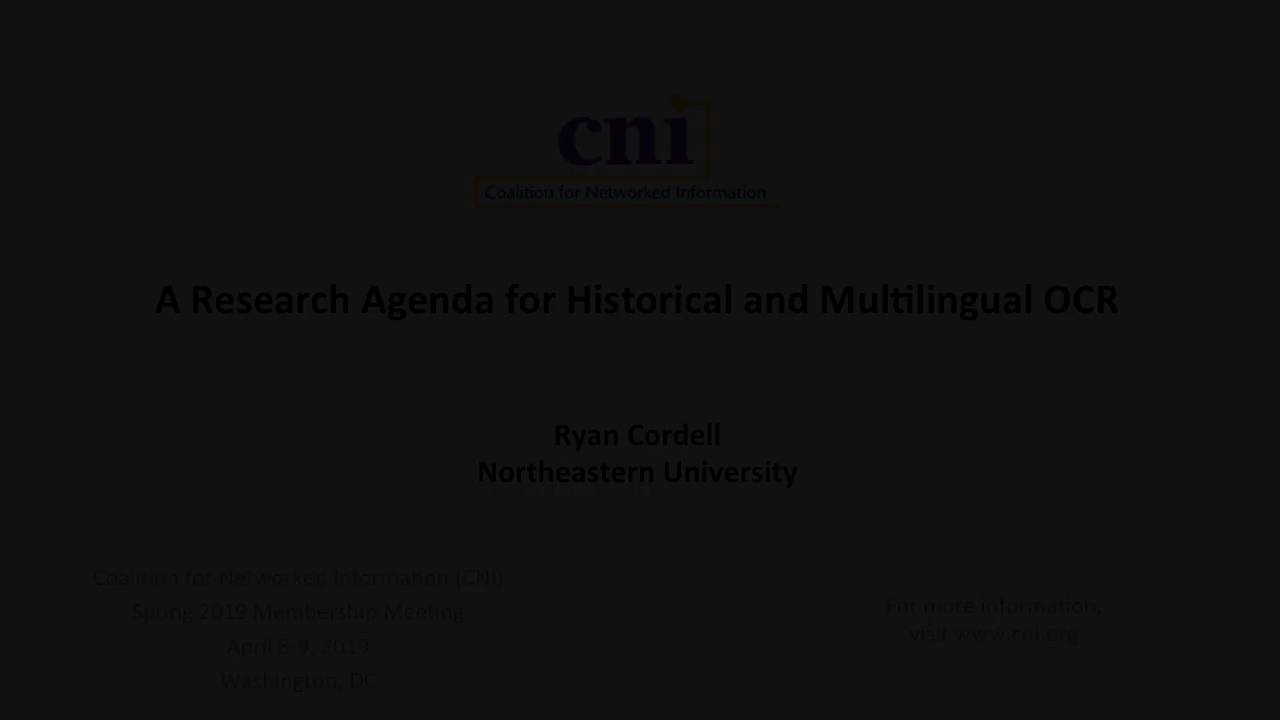 cni
Coalition for Networked Information
A Research Agenda for Historical and Multilingual OCR
Ryan Cordell
Northeastern University
Coalition for Networked Information (CNI)
Spring 2019 Membership Meeting
April 8-9, 2019
Washington, DC
For more information,
visit www.cni.org